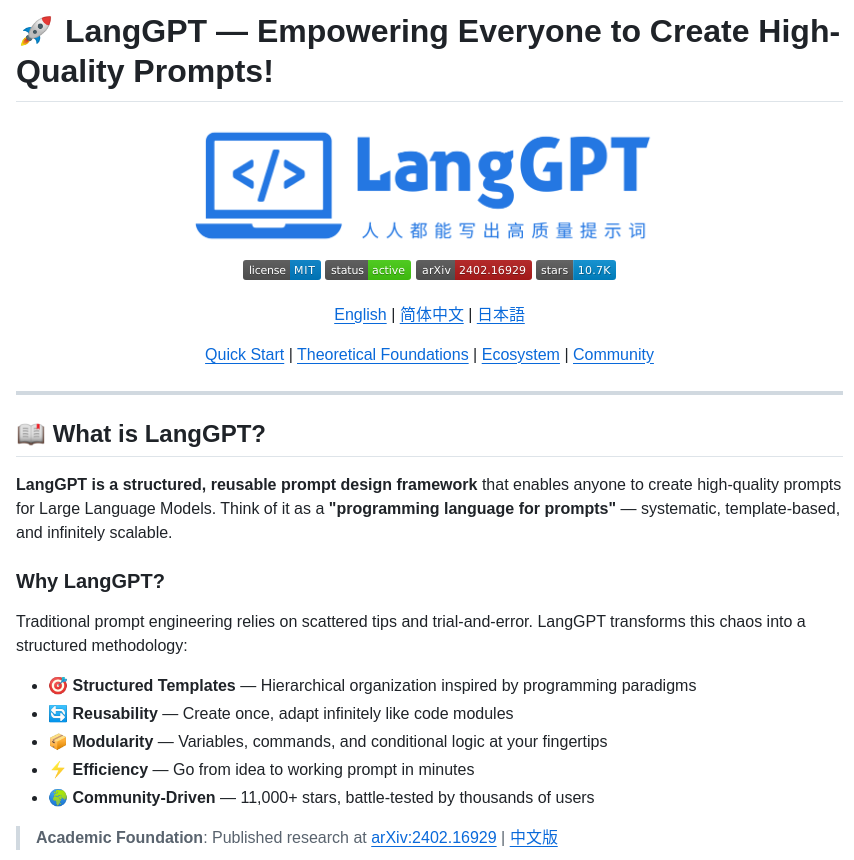 🚀 LangGPT — Empowering Everyone to Create High-
Quality Prompts!
</> LangGPT
人人都能写出高质量提示词
license MIT status active arXiv 2402.16929 stars 10.7K
English | 简体中文 | 日本語
Quick Start | Theoretical Foundations | Ecosystem | Community
📖 What is LangGPT?
LangGPT is a structured, reusable prompt design framework that enables anyone to create high-quality prompts
for Large Language Models. Think of it as a "programming language for prompts" — systematic, template-based,
and infinitely scalable.
Why LangGPT?
Traditional prompt engineering relies on scattered tips and trial-and-error. LangGPT transforms this chaos into a
structured methodology:
• 🎯 Structured Templates — Hierarchical organization inspired by programming paradigms
• 🔄 Reusability — Create once, adapt infinitely like code modules
• 📦 Modularity — Variables, commands, and conditional logic at your fingertips
• ⚡ Efficiency — Go from idea to working prompt in minutes
• 🌍 Community-Driven — 11,000+ stars, battle-tested by thousands of users
Academic Foundation: Published research at arXiv:2402.16929 | 中文版